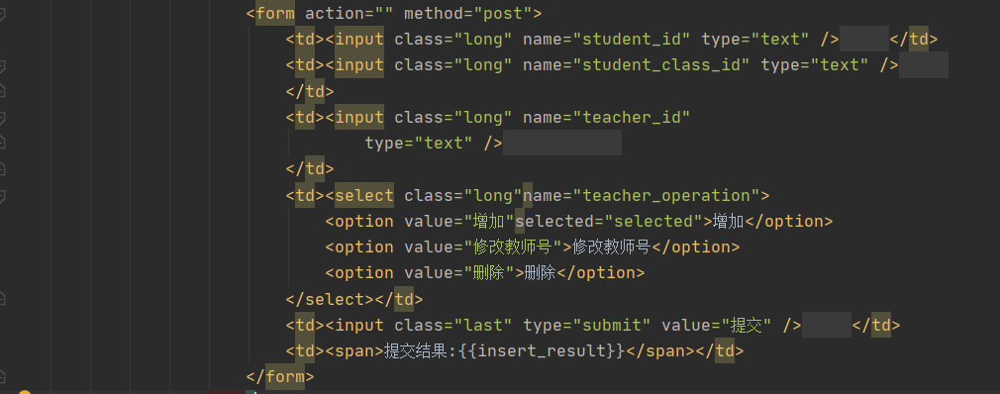 <form action="" method="post">
<td><input class="long" name="student_id" type="text" /></td>
<td><input class="long" name="student_class_id" type="text" />
</td>
<td><input class="long" name="teacher_id"
type="text" />
</td>
<td><select class="long"name="teacher_operation">
<option value="增加"selected="selected">增加</option>
<option value="修改教师号">修改教师号</option>
<option value="删除">删除</option>
</select></td>
<td><input class="last" type="submit" value="提交" /></td>
<td><span>提交结果:{{insert_result}}</span></td>
</form>